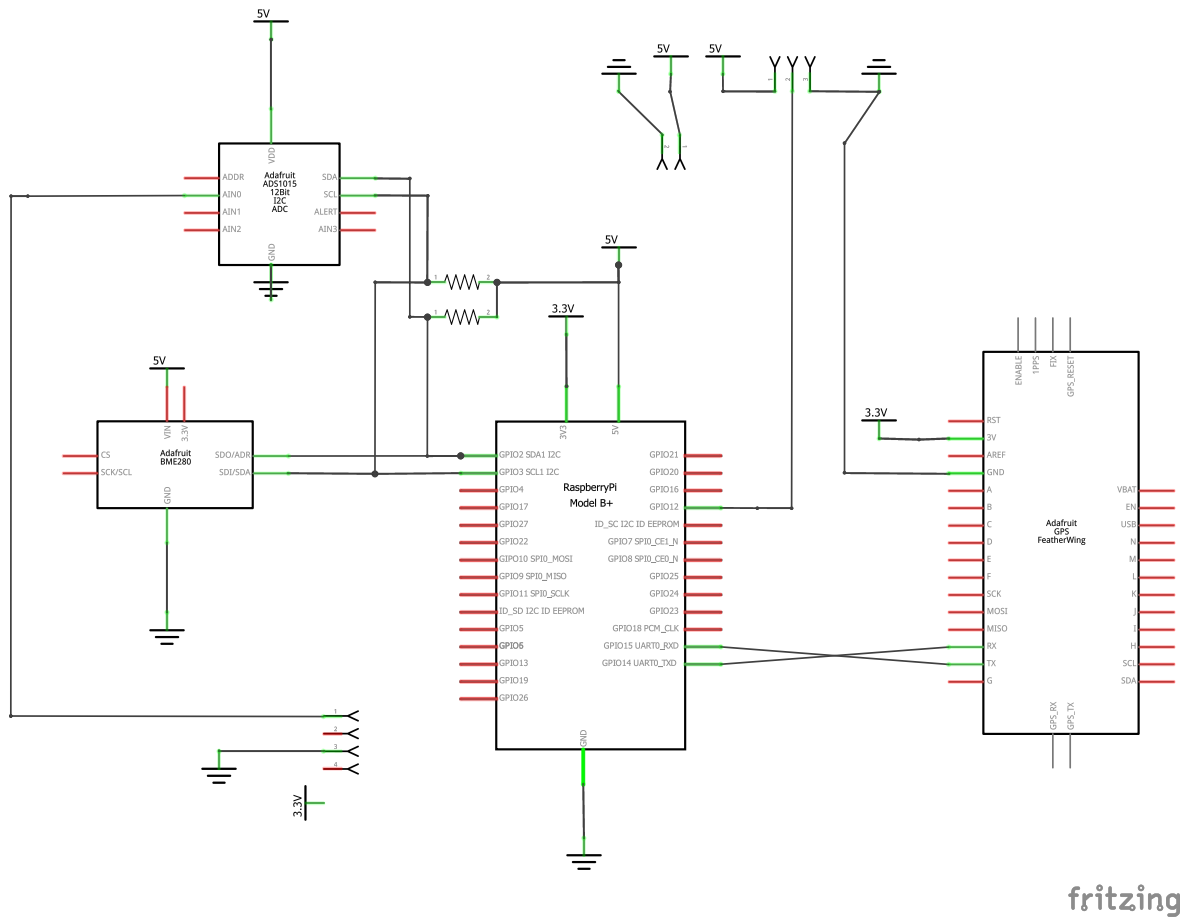 5V
VDD
ADDR
AIN0
AIN1
AIN2
Adafruit
ADS1015
12Bit
I2C
ADC
SDA
SCL
ALERT
AIN3
GND
5V
5V
1
2
3
2
1
5V
1
2
1
2
3.3V
5V
VIN
3.3V
CS
SCK/SCL
Adafruit
BME280
SDO/ADR
SDI/SDA
GND
3V3
5V
GPIO2 SDA1 I2C
GPIO3 SCL1 I2C
GPIO4
GPIO17
GPIO27
GPIO22
GIPO10 SPI0_MOSI
GPIO9 SPI0_MISO
GPIO11 SPI0_SCLK
ID_SD I2C ID EEPROM
GPIO5
GPIO6
GPIO13
GPIO19
GPIO26
RaspberryPi
Model B+
GPIO21
GPIO20
GPIO16
GPIO12
ID_SC I2C ID EEPROM
GPIO7 SPI0_CE1_N
GPIO8 SPI0_CE0_N
GPIO25
GPIO24
GPIO23
GPIO18 PCM_CLK
GPIO15 UART0_RXD
GPIO14 UART0_TXD
GND
3.3V
ENABLE
1PPS
FIX
GPS_RESET
RST
3V
AREF
GND
A
B
C
D
E
F
SCK
MOSI
MISO
RX
TX
G
Adafruit
GPS
FeatherWing
VBAT
EN
USB
N
M
L
K
J
I
H
SCL
SDA
GPS_RX
GPS_TX
1
2
3
4
3.3V
fritzing